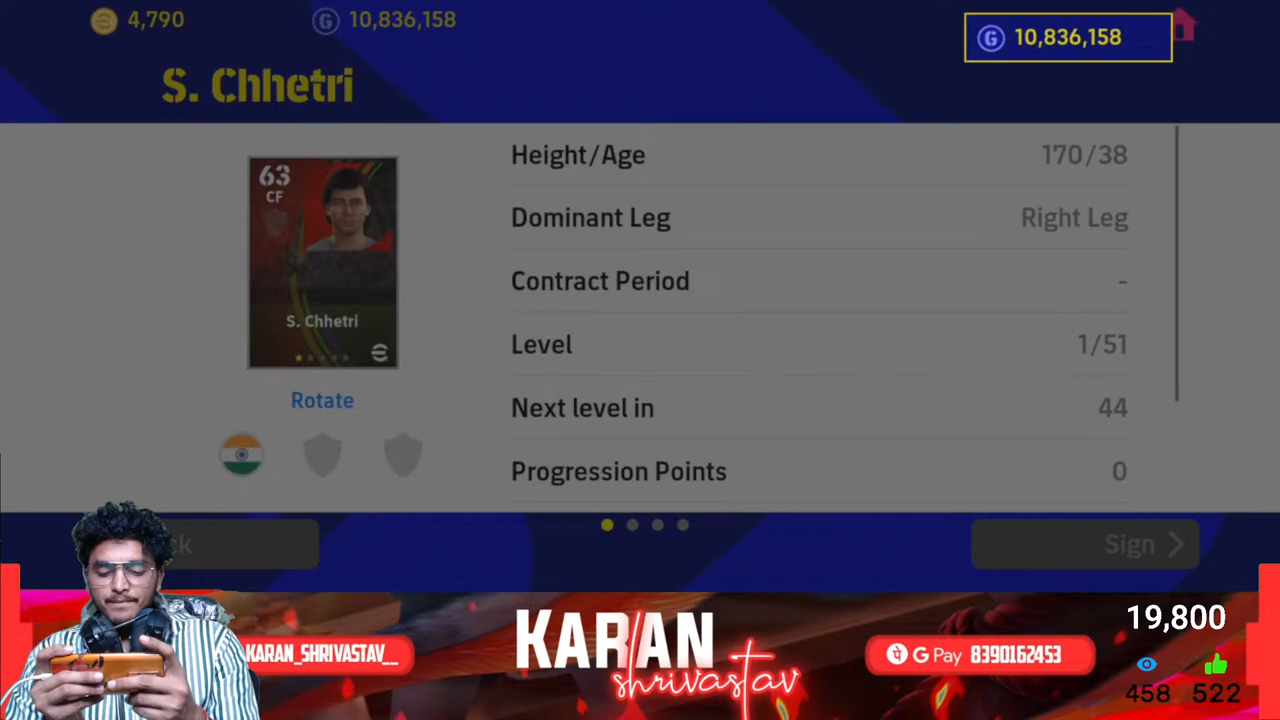 4,790
10,836,158
10,836,158
S. Chhetri
63
CF
S. Chhetri
Rotate
Height/Age 170/38
Dominant Leg Right Leg
Contract Period -
Level 1/51
Next level in 44
Progression Points 0
ck
Sign
KARAN_SHRIVASTAV__
KARAN
shrivastav
G Pay 8390162453
19,800
458 522